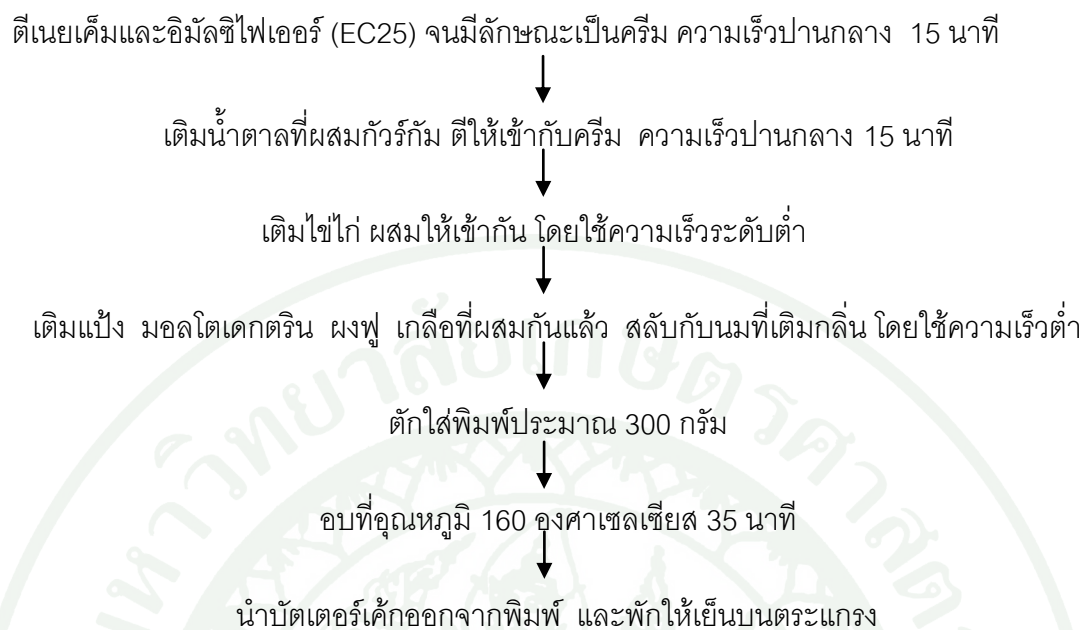 ตีเนยเค็มและอิมัลซิไฟเออร์ (EC25) จนมีลักษณะเป็นครีม ความเร็วปานกลาง 15 นาที
เติมน้ำตาลที่ผสมกัวร์กัม ตีให้เข้ากับครีม ความเร็วปานกลาง 15 นาที
เติมไข่ไก่ ผสมให้เข้ากัน โดยใช้ความเร็วระดับต่ำ
เติมแป้ง มอลโตเดกตริน ผงฟู เกลือที่ผสมกันแล้ว สลับกับนมที่เติมกลิ่น โดยใช้ความเร็วต่ำ
ตักใส่พิมพ์ประมาณ 300 กรัม
อบที่อุณหภูมิ 160 องศาเซลเซียส 35 นาที
นำบัตเตอร์เค้กออกจากพิมพ์ และพักให้เย็นบนตระแกรง